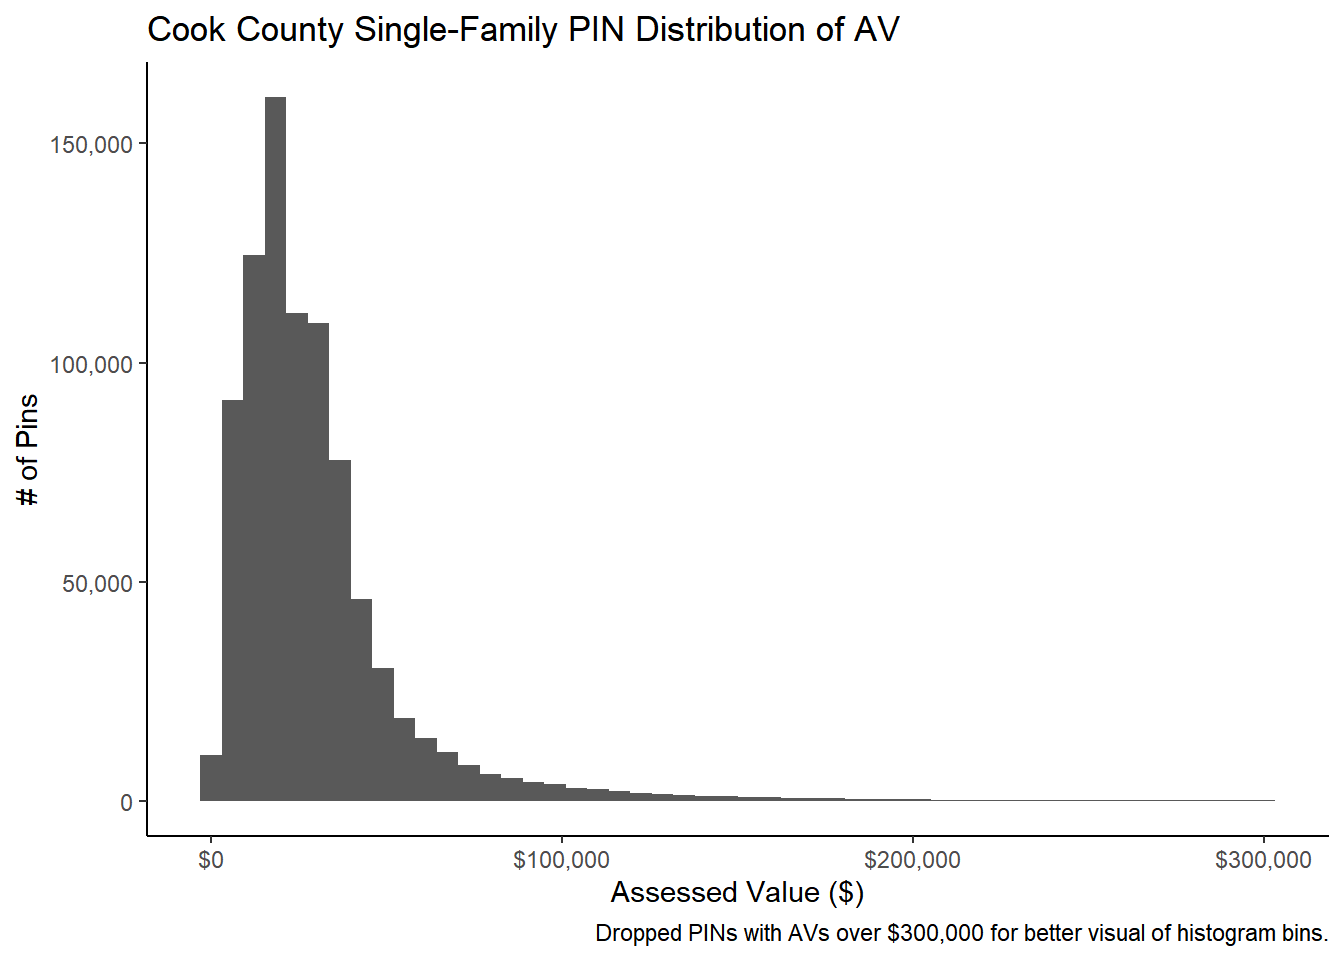 Cook County Single-Family PIN Distribution of AV
# of Pins
150,000
100,000
50,000
0
$0 $100,000 $200,000 $300,000
Assessed Value ($)
Dropped PINs with AVs over $300,000 for better visual of histogram bins.